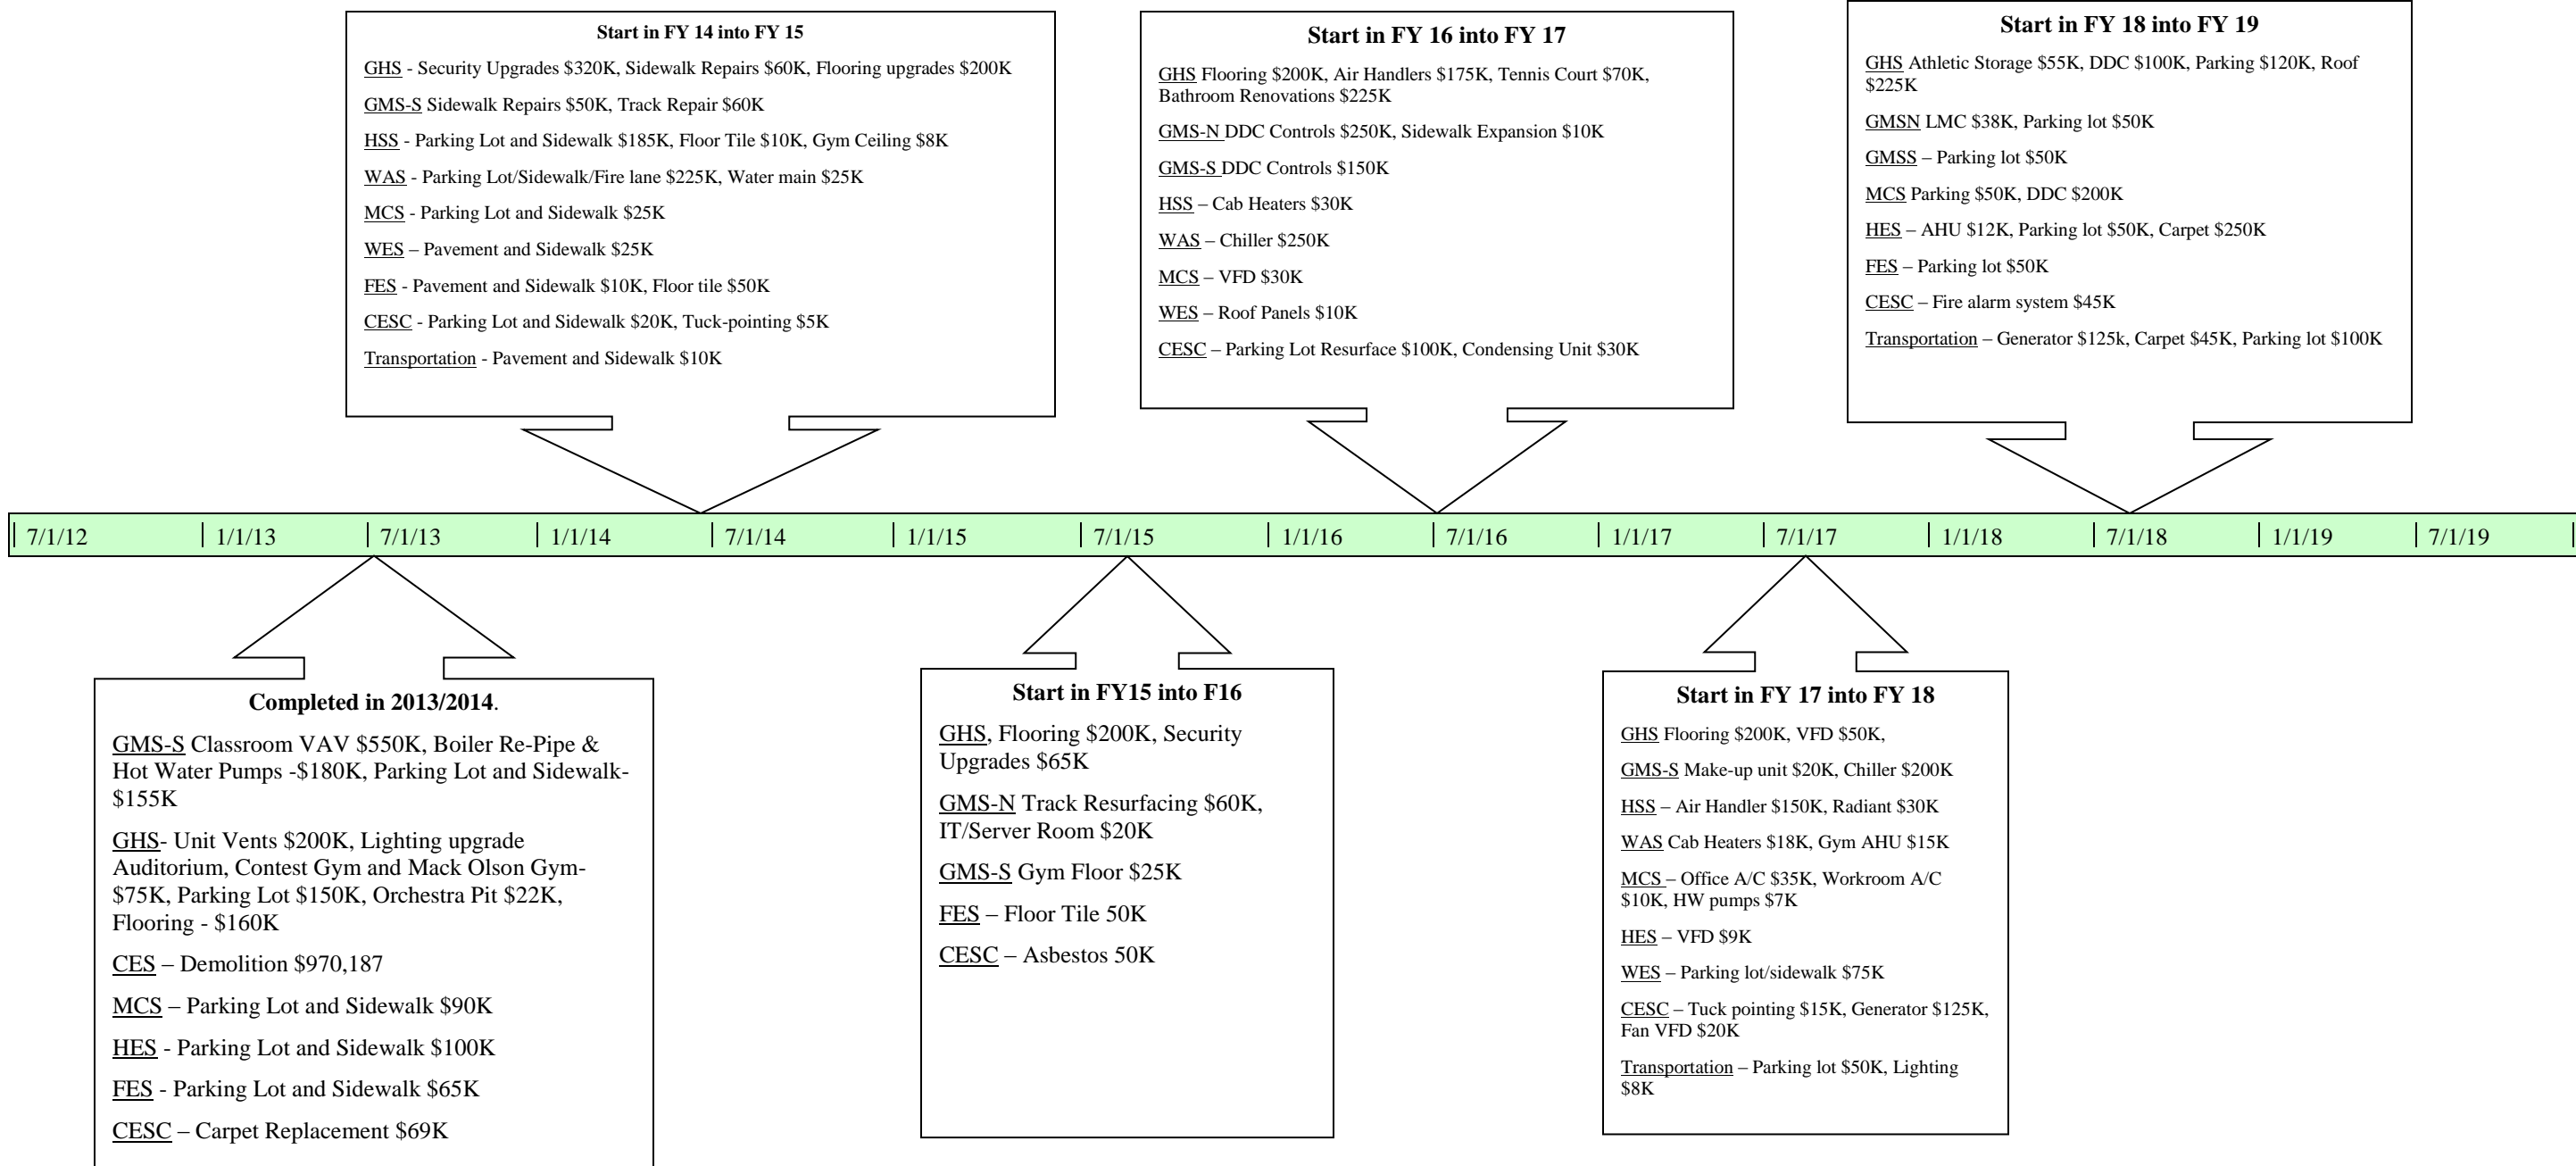 Start in FY 14 into FY 15
GHS - Security Upgrades $320K, Sidewalk Repairs $60K, Flooring upgrades $200K
GMS-S Sidewalk Repairs $50K, Track Repair $60K
HSS - Parking Lot and Sidewalk $185K, Floor Tile $10K, Gym Ceiling $8K
WAS - Parking Lot/Sidewalk/Fire lane $225K, Water main $25K
MCS - Parking Lot and Sidewalk $25K
WES – Pavement and Sidewalk $25K
FES - Pavement and Sidewalk $10K, Floor tile $50K
CESC - Parking Lot and Sidewalk $20K, Tuck-pointing $5K
Transportation - Pavement and Sidewalk $10K
Start in FY 16 into FY 17
GHS Flooring $200K, Air Handlers $175K, Tennis Court $70K,
Bathroom Renovations $225K
GMS-N DDC Controls $250K, Sidewalk Expansion $10K
GMS-S DDC Controls $150K
HSS – Cab Heaters $30K
WAS – Chiller $250K
MCS – VFD $30K
WES – Roof Panels $10K
CESC – Parking Lot Resurface $100K, Condensing Unit $30K
Start in FY 18 into FY 19
GHS Athletic Storage $55K, DDC $100K, Parking $120K, Roof
$225K
GMSN LMC $38K, Parking lot $50K
GMSS – Parking lot $50K
MCS Parking $50K, DDC $200K
HES – AHU $12K, Parking lot $50K, Carpet $250K
FES – Parking lot $50K
CESC – Fire alarm system $45K
Transportation – Generator $125k, Carpet $45K, Parking lot $100K
7/1/12 1/1/13 7/1/13 1/1/14 7/1/14 1/1/15 7/1/15 1/1/16 7/1/16 1/1/17 7/1/17 1/1/18 7/1/18 1/1/19 7/1/19
Completed in 2013/2014.
GMS-S Classroom VAV $550K, Boiler Re-Pipe &
Hot Water Pumps -$180K, Parking Lot and Sidewalk-
$155K
GHS- Unit Vents $200K, Lighting upgrade
Auditorium, Contest Gym and Mack Olson Gym-
$75K, Parking Lot $150K, Orchestra Pit $22K,
Flooring - $160K
CES – Demolition $970,187
MCS – Parking Lot and Sidewalk $90K
HES - Parking Lot and Sidewalk $100K
FES - Parking Lot and Sidewalk $65K
CESC – Carpet Replacement $69K
Start in FY15 into F16
GHS, Flooring $200K, Security
Upgrades $65K
GMS-N Track Resurfacing $60K,
IT/Server Room $20K
GMS-S Gym Floor $25K
FES – Floor Tile 50K
CESC – Asbestos 50K
Start in FY 17 into FY 18
GHS Flooring $200K, VFD $50K,
GMS-S Make-up unit $20K, Chiller $200K
HSS – Air Handler $150K, Radiant $30K
WAS Cab Heaters $18K, Gym AHU $15K
MCS – Office A/C $35K, Workroom A/C
$10K, HW pumps $7K
HES – VFD $9K
WES – Parking lot/sidewalk $75K
CESC – Tuck pointing $15K, Generator $125K,
Fan VFD $20K
Transportation – Parking lot $50K, Lighting
$8K